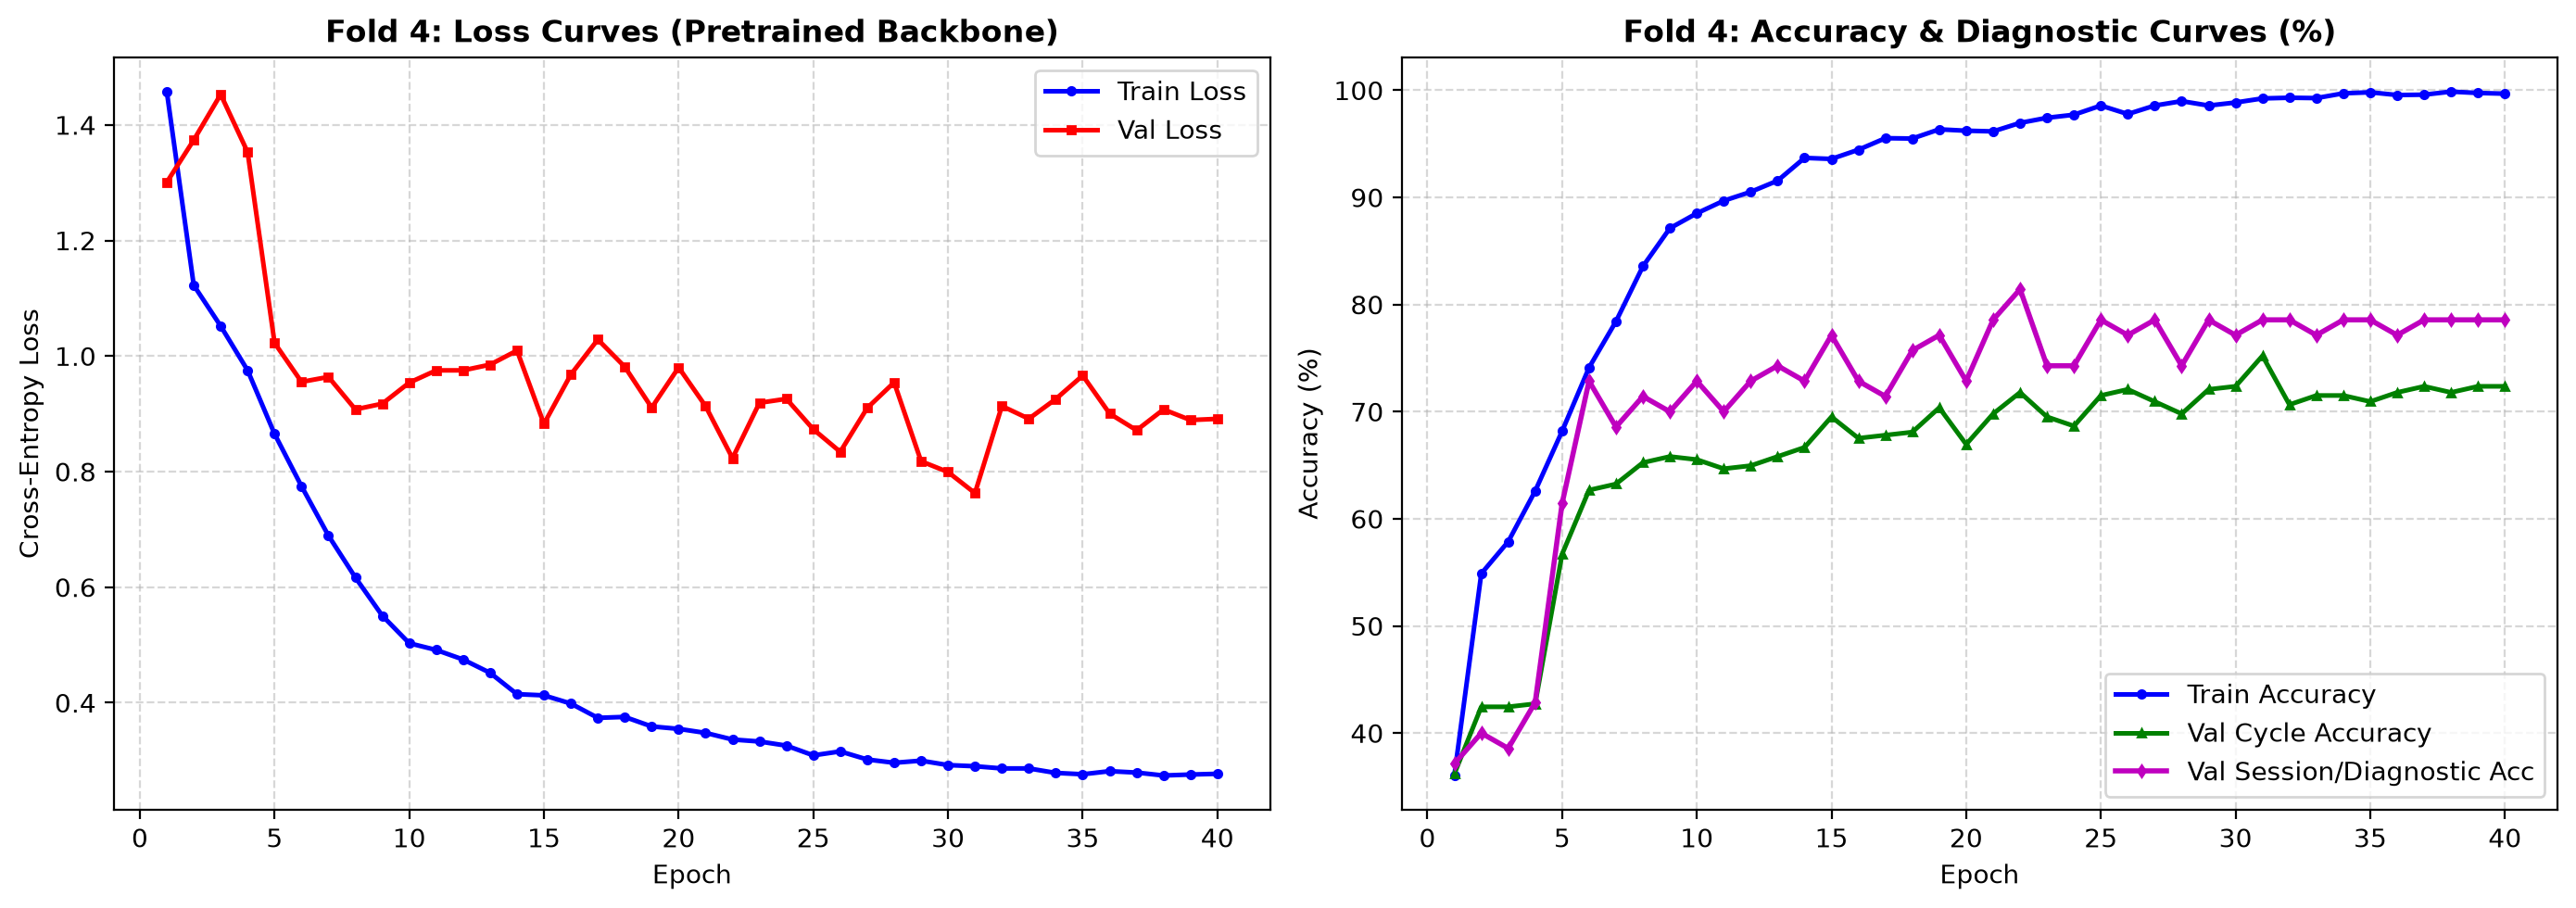 Fold 4: Loss Curves (Pretrained Backbone)
Train Loss
Val Loss
Cross-Entropy Loss
1.4
1.2
1.0
0.8
0.6
0.4
0 5 10 15 20 25 30 35 40
Epoch
Fold 4: Accuracy & Diagnostic Curves (%)
Accuracy (%)
100
90
80
70
60
50
40
Train Accuracy
Val Cycle Accuracy
Val Session/Diagnostic Acc
0 5 10 15 20 25 30 35 40
Epoch